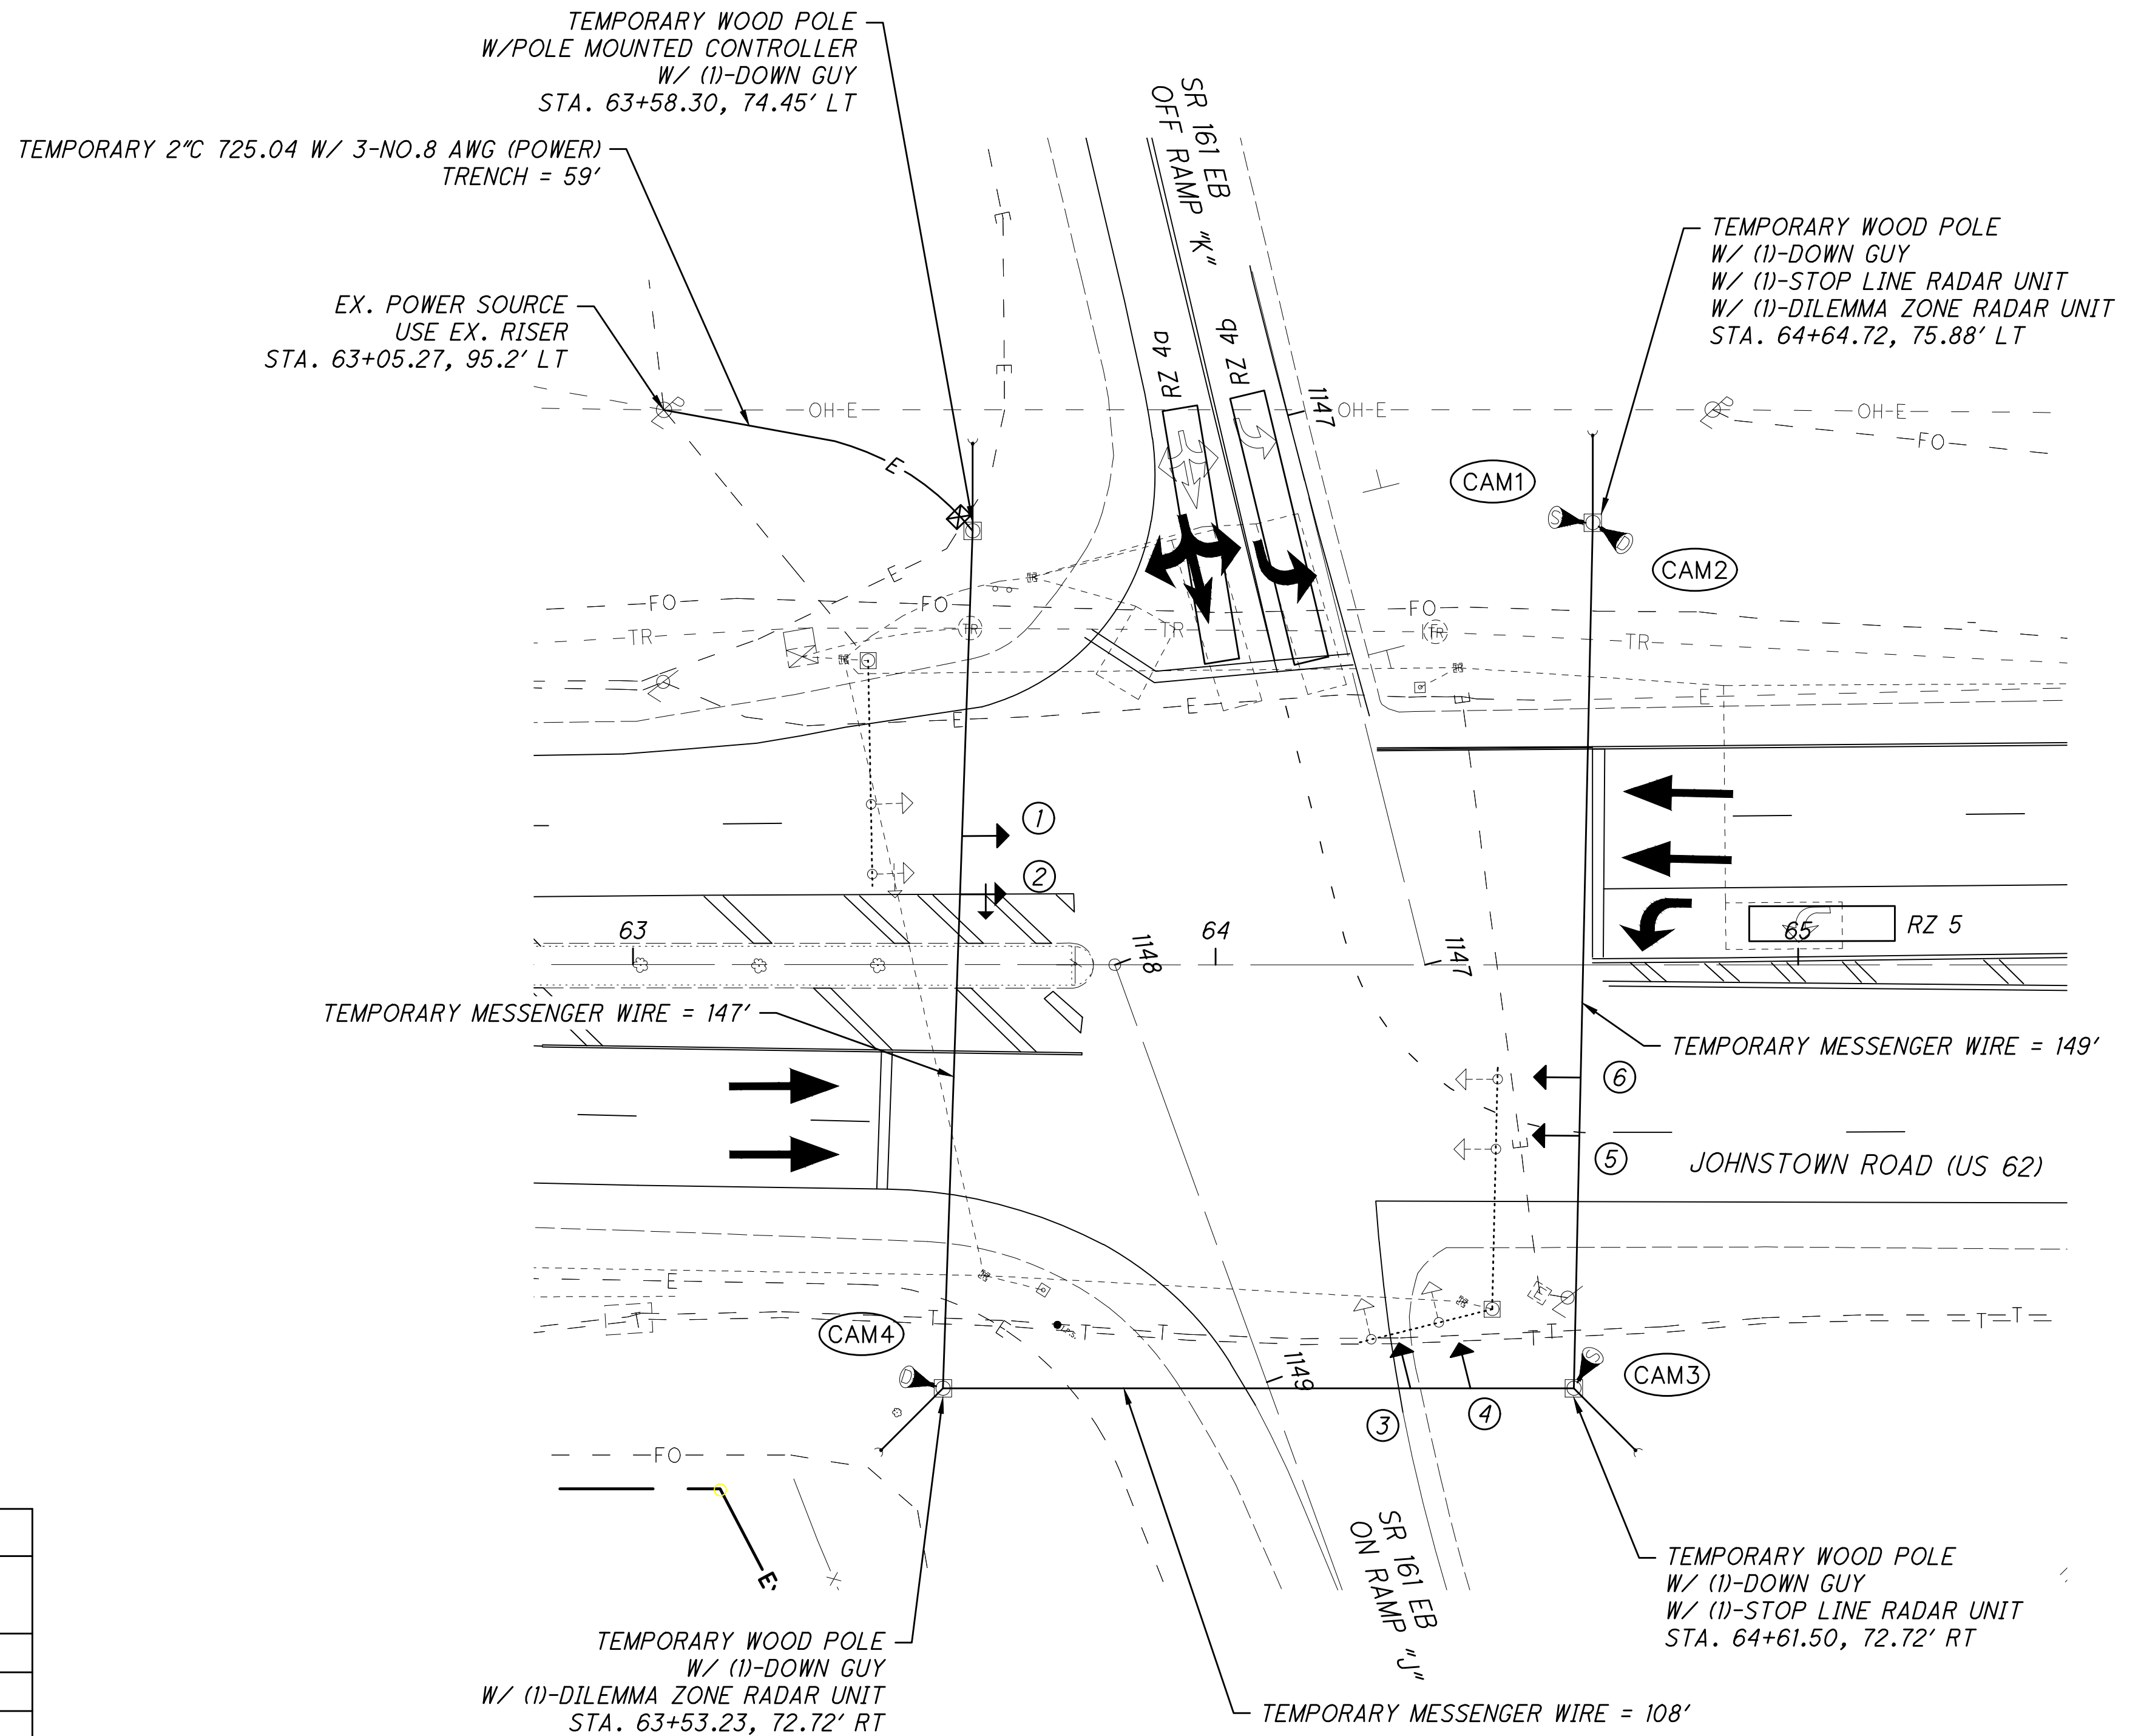 TEMPORARY WOOD POLE
W/POLE MOUNTED CONTROLLER
W/ (1)-DOWN GUY
STA. 63+58.30, 74.45' LT
TEMPORARY 2"C 725.04 W/ 3-NO.8 AWG (POWER)
TRENCH = 59'
EX. POWER SOURCE
USE EX. RISER
STA. 63+05.27, 95.2' LT
SR 161 EB
OFF RAMP "K"
TEMPORARY WOOD POLE
W/ (1)-DOWN GUY
W/ (1)-STOP LINE RADAR UNIT
W/ (1)-DILEMMA ZONE RADAR UNIT
STA. 64+64.72, 75.88' LT
E
E
RZ 4a
RZ 4b
1147
LP
OH-E
OH-E
LP
OH-E
FO
E
CAM1
S
D
CAM2
E
FO
FO
FO
TR
TR
TR
TR
TR
E
E
E
E
1
2
63
64
65
RZ 5
1148
1147
TEMPORARY MESSENGER WIRE = 147'
TEMPORARY MESSENGER WIRE = 149'
6
5
E
JOHNSTOWN ROAD (US 62)
E
E
E
T
T
T
T
T
T
T
T
CAM4
D
1149
S
CAM3
3
4
FO
E
SR 161 EB
ON RAMP "J"
TEMPORARY WOOD POLE
W/ (1)-DOWN GUY
W/ (1)-STOP LINE RADAR UNIT
STA. 64+61.50, 72.72' RT
TEMPORARY WOOD POLE
W/ (1)-DOWN GUY
W/ (1)-DILEMMA ZONE RADAR UNIT
STA. 63+53.23, 72.72' RT
TEMPORARY MESSENGER WIRE = 108'